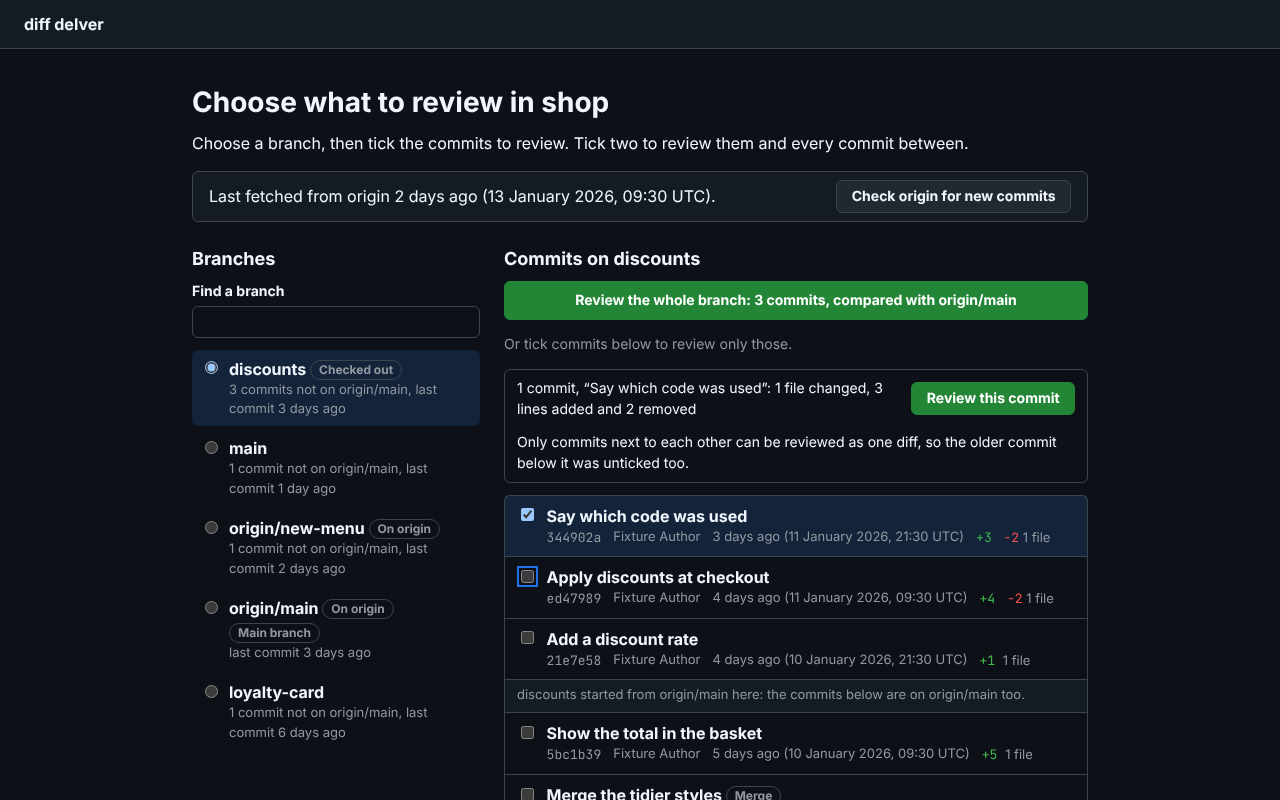 diff delver
Choose what to review in shop
Choose a branch, then tick the commits to review. Tick two to review them and every commit between.
Last fetched from origin 2 days ago (13 January 2026, 09:30 UTC).
Check origin for new commits
Branches
Find a branch
discounts Checked out
3 commits not on origin/main, last
commit 3 days ago
main
1 commit not on origin/main, last
commit 1 day ago
origin/new-menu On origin
1 commit not on origin/main, last
commit 2 days ago
origin/main On origin
Main branch
last commit 3 days ago
loyalty-card
1 commit not on origin/main, last
commit 6 days ago
Commits on discounts
Review the whole branch: 3 commits, compared with origin/main
Or tick commits below to review only those.
1 commit, “Say which code was used”: 1 file changed, 3
lines added and 2 removed
Review this commit
Only commits next to each other can be reviewed as one diff, so the older commit
below it was unticked too.
Say which code was used
344902a Fixture Author 3 days ago (11 January 2026, 21:30 UTC) +3 -2 1 file
Apply discounts at checkout
ed47989 Fixture Author 4 days ago (11 January 2026, 09:30 UTC) +4 -2 1 file
Add a discount rate
21e7e58 Fixture Author 4 days ago (10 January 2026, 21:30 UTC) +1 1 file
discounts started from origin/main here: the commits below are on origin/main too.
Show the total in the basket
5bc1b39 Fixture Author 5 days ago (10 January 2026, 09:30 UTC) +5 1 file
Merge the tidier styles Merge